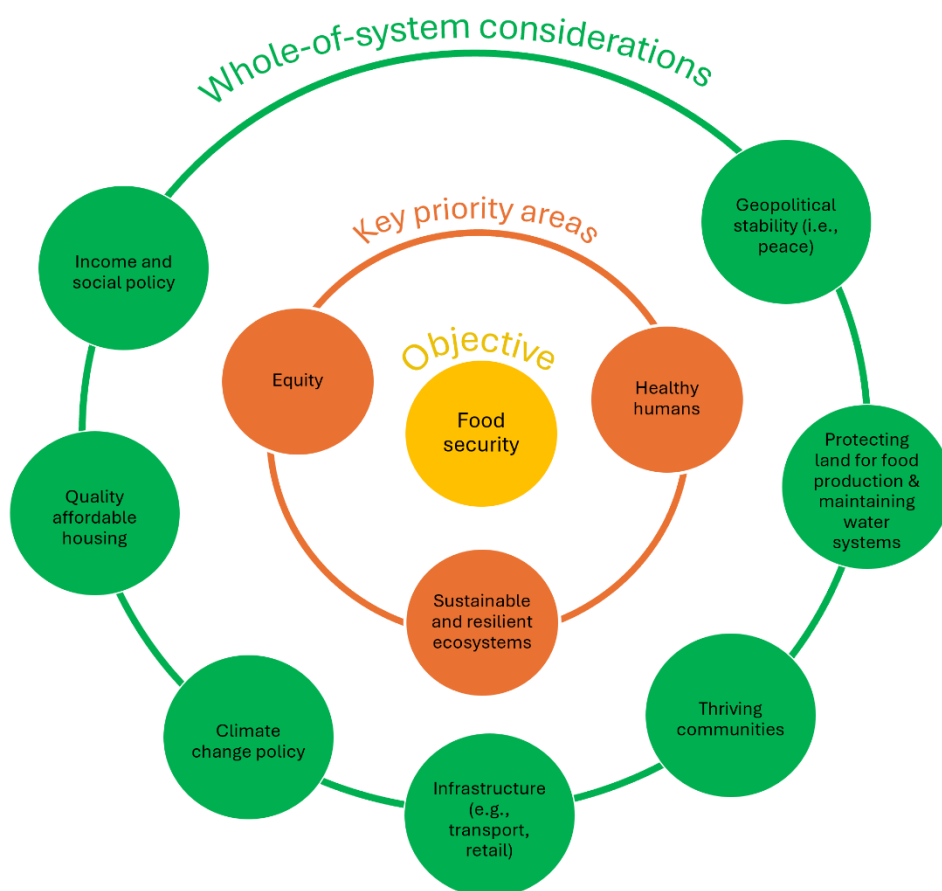 Whole-of-system considerations
Key priority areas
Objective
Food
security
Equity
Healthy
humans
Sustainable
and resilient
ecosystems
Geopolitical
stability (i.e.,
peace)
Protecting
land for food
production &
maintaining
water
systems
Thriving
communities
Infrastructure
(e.g.,
transport,
retail)
Climate
change policy
Quality
affordable
housing
Income and
social policy